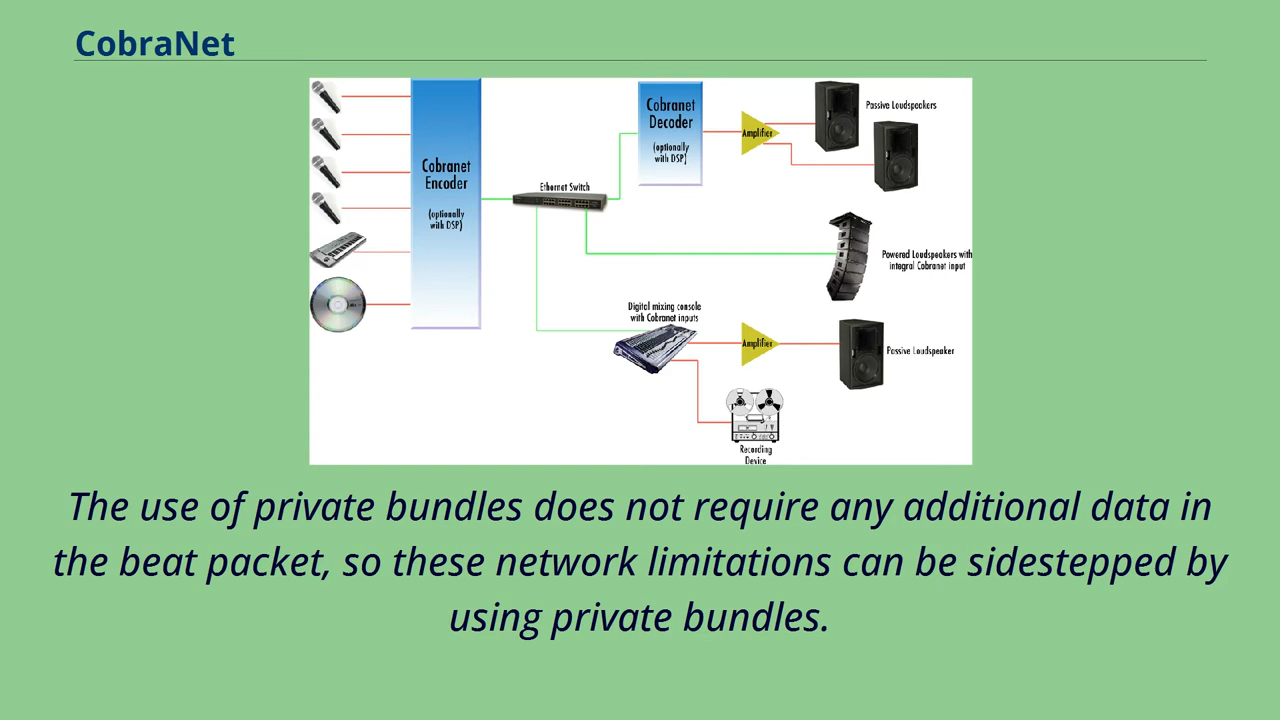 CobraNet
Cobranet
Encoder
(optionally
with DSP)
Ethernet Switch
Cobranet
Decoder
(optionally
with DSP)
Amplifier
Passive Loudspeakers
Powered Loudspeakers with
integral Cobranet input
Digital mixing console
with Cobranet inputs
Amplifier
Passive Loudspeaker
Recording
Device
The use of private bundles does not require any additional data in
the beat packet, so these network limitations can be sidestepped by
using private bundles.